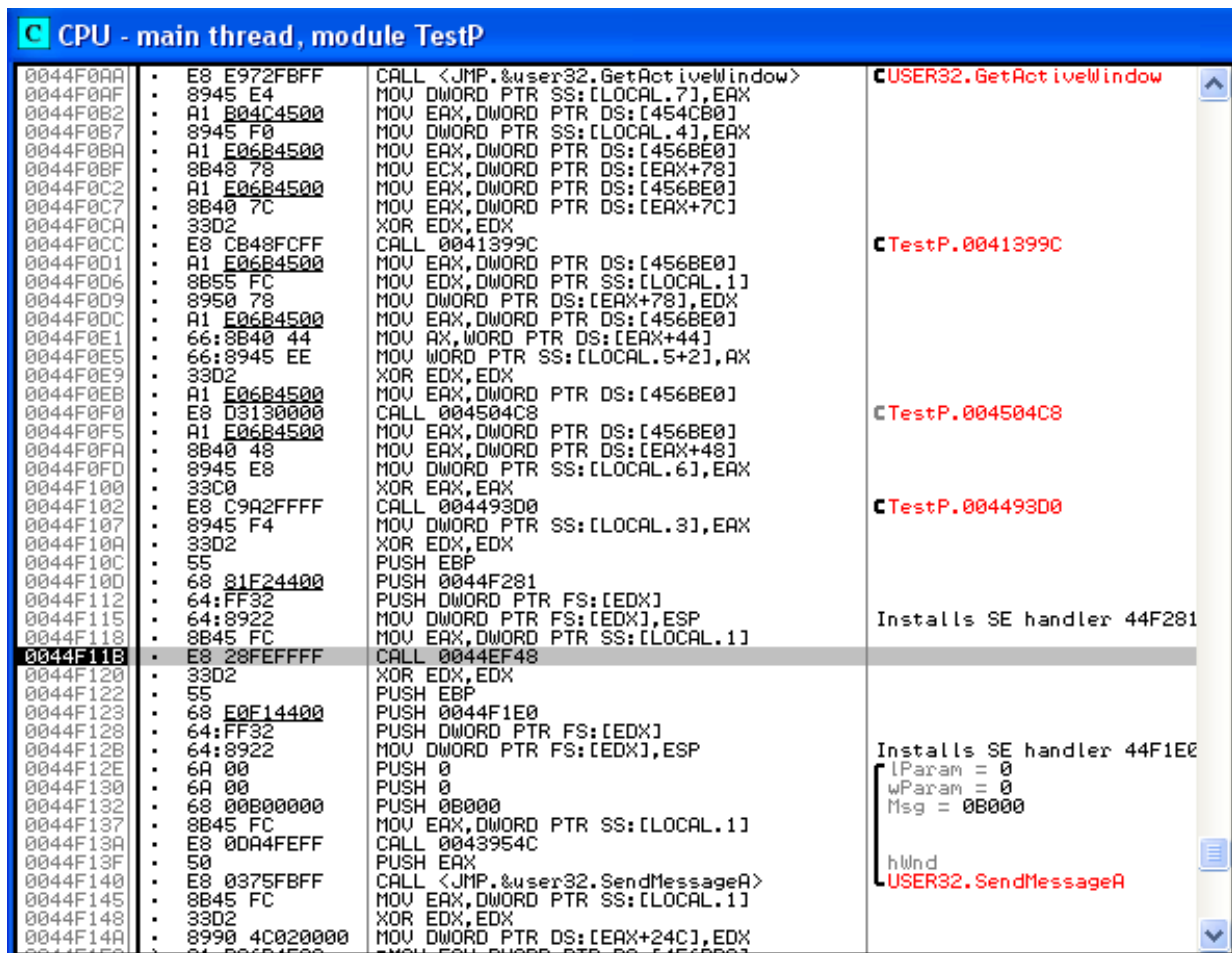 C CPU - main thread, module TestP
0044F0AA · E8 E972FBFF CALL <JMP.&user32.GetActiveWindow> CUSER32.GetActiveWindow
0044F0AF · 8945 E4 MOV DWORD PTR SS:[LOCAL.7],EAX
0044F0B2 · A1 B04C4500 MOV EAX,DWORD PTR DS:[454CB0]
0044F0B7 · 8945 F0 MOV DWORD PTR SS:[LOCAL.4],EAX
0044F0BA · A1 E06B4500 MOV EAX,DWORD PTR DS:[456BE0]
0044F0BF · 8B48 78 MOV ECX,DWORD PTR DS:[EAX+78]
0044F0C2 · A1 E06B4500 MOV EAX,DWORD PTR DS:[456BE0]
0044F0C7 · 8B40 7C MOV EAX,DWORD PTR DS:[EAX+7C]
0044F0CA · 33D2 XOR EDX,EDX
0044F0CC · E8 CB48FCFF CALL 0041399C CTestP.0041399C
0044F0D1 · A1 E06B4500 MOV EAX,DWORD PTR DS:[456BE0]
0044F0D6 · 8B55 FC MOV EDX,DWORD PTR SS:[LOCAL.1]
0044F0D9 · 8950 78 MOV DWORD PTR DS:[EAX+78],EDX
0044F0DC · A1 E06B4500 MOV EAX,DWORD PTR DS:[456BE0]
0044F0E1 · 66:8B40 44 MOV AX,WORD PTR DS:[EAX+44]
0044F0E5 · 66:8945 EE MOV WORD PTR SS:[LOCAL.5+2],AX
0044F0E9 · 33D2 XOR EDX,EDX
0044F0EB · A1 E06B4500 MOV EAX,DWORD PTR DS:[456BE0]
0044F0F0 · E8 D3130000 CALL 004504C8 CTestP.004504C8
0044F0F5 · A1 E06B4500 MOV EAX,DWORD PTR DS:[456BE0]
0044F0FA · 8B40 48 MOV EAX,DWORD PTR DS:[EAX+48]
0044F0FD · 8945 E8 MOV DWORD PTR SS:[LOCAL.6],EAX
0044F100 · 33C0 XOR EAX,EAX
0044F102 · E8 C9A2FFFF CALL 004493D0 CTestP.004493D0
0044F107 · 8945 F4 MOV DWORD PTR SS:[LOCAL.3],EAX
0044F10A · 33D2 XOR EDX,EDX
0044F10C · 55 PUSH EBP
0044F10D · 68 81F24400 PUSH 0044F281
0044F112 · 64:FF32 PUSH DWORD PTR FS:[EDX]
0044F115 · 64:8922 MOV DWORD PTR FS:[EDX],ESP Installs SE handler 44F281
0044F118 · 8B45 FC MOV EAX,DWORD PTR SS:[LOCAL.1]
0044F11B · E8 28FEFFFF CALL 0044EF48
0044F120 · 33D2 XOR EDX,EDX
0044F122 · 55 PUSH EBP
0044F123 · 68 E0F14400 PUSH 0044F1E0
0044F128 · 64:FF32 PUSH DWORD PTR FS:[EDX]
0044F12B · 64:8922 MOV DWORD PTR FS:[EDX],ESP Installs SE handler 44F1E0
0044F12E · 6A 00 PUSH 0 lParam = 0
0044F130 · 6A 00 PUSH 0 wParam = 0
0044F132 · 68 00B00000 PUSH 0B000 Msg = 0B000
0044F137 · 8B45 FC MOV EAX,DWORD PTR SS:[LOCAL.1]
0044F13A · E8 0DA4FEFF CALL 0043954C
0044F13F · 50 PUSH EAX hWnd
0044F140 · E8 0375FBFF CALL <JMP.&user32.SendMessageA> USER32.SendMessageA
0044F145 · 8B45 FC MOV EAX,DWORD PTR SS:[LOCAL.1]
0044F148 · 33D2 XOR EDX,EDX
0044F14A · 8990 4C020000 MOV DWORD PTR DS:[EAX+24C],EDX